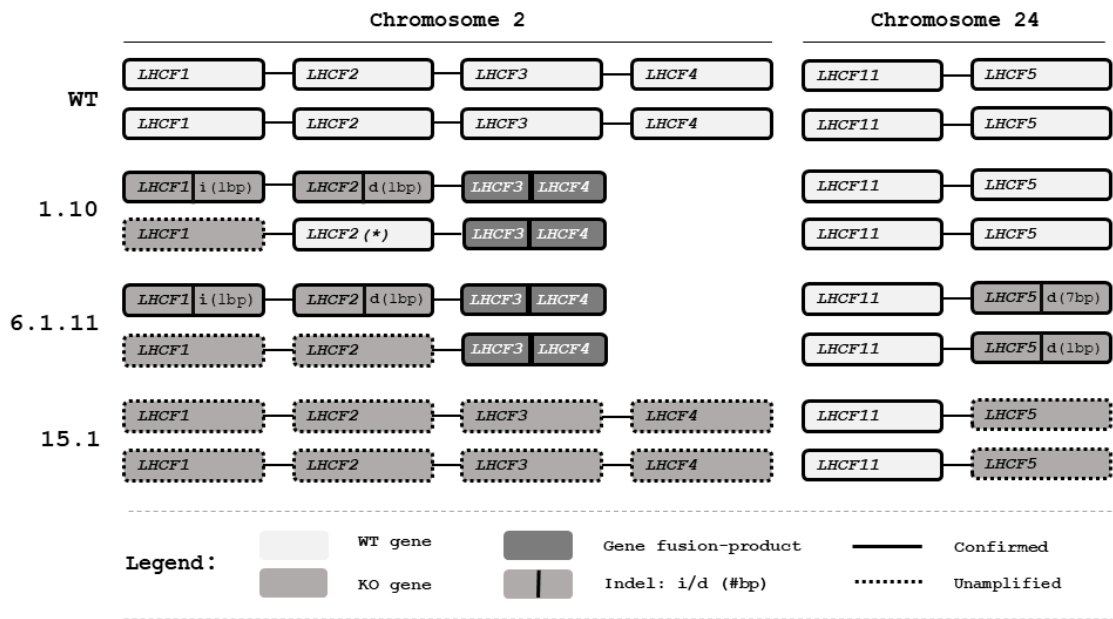 Chromosome 2 Chromosome 24
LHCF1 LHCF2 LHCF3 LHCF4 LHCF11 LHCF5
WT
LHCF1 LHCF2 LHCF3 LHCF4 LHCF11 LHCF5
LHCF1 i(1bp) LHCF2 d(1bp) LHCF3 LHCF4 LHCF11 LHCF5
1.10
LHCF1 LHCF2 (*) LHCF3 LHCF4 LHCF11 LHCF5
LHCF1 i(1bp) LHCF2 d(1bp) LHCF3 LHCF4 LHCF11 LHCF5 d(7bp)
6.1.11
LHCF1 LHCF2 LHCF3 LHCF4 LHCF11 LHCF5 d(1bp)
LHCF1 LHCF2 LHCF3 LHCF4 LHCF11 LHCF5
15.1
LHCF1 LHCF2 LHCF3 LHCF4 LHCF11 LHCF5
Legend:
WT gene Gene fusion-product Confirmed
KO gene Indel: i/d (#bp) Unamplified